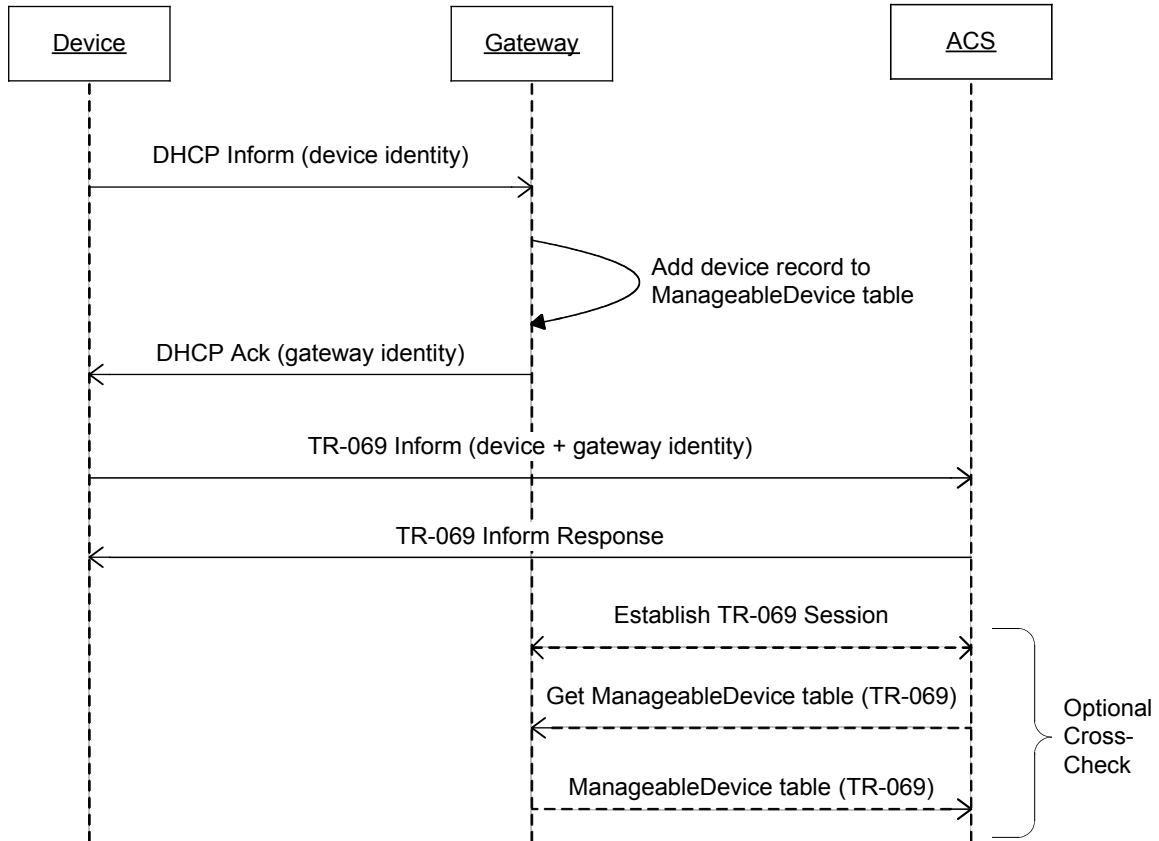 Device
Gateway
ACS
DHCP Inform (device identity)
Add device record to
ManageableDevice table
DHCP Ack (gateway identity)
TR-069 Inform (device + gateway identity)
TR-069 Inform Response
Establish TR-069 Session
Get ManageableDevice table (TR-069)
ManageableDevice table (TR-069)
Optional
Cross-
Check